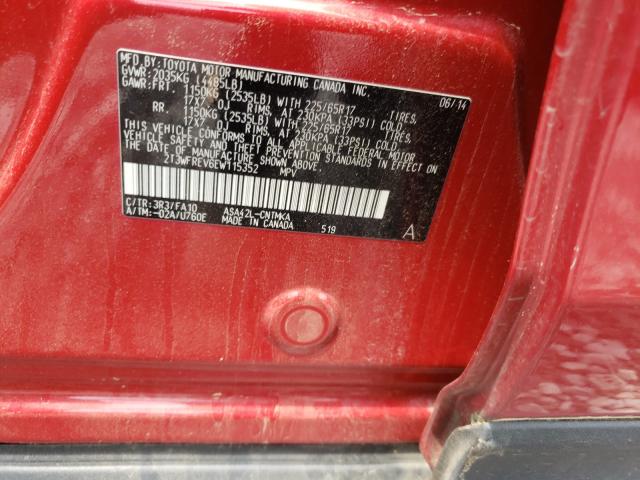 MFD. BY: TOYOTA MOTOR MANUFACTURING CANADA INC. 06/14
GVWR: 2035KG (4485LB)
GAWR: FRT. 1150KG (2535LB) WITH 225/65R17 TIRES,
17X7 OJ RIMS, AT 230KPA (33PSI) COLD
RR. 1150KG (2535LB) WITH 225/65R17 TIRES,
17X7 OJ RIMS, AT 230KPA (33PSI) COLD
THIS VEHICLE CONFORMS TO ALL APPLICABLE FEDERAL MOTOR
VEHICLE SAFETY, BUMPER, AND THEFT PREVENTION STANDARDS IN EFFECT ON
THE DATE OF MANUFACTURE SHOWN ABOVE.
2T3WFREV6EW115352 MPV
C/TR: 3R3/FA10 ASA42L-CNTMKA
A/TM: -02A/U760E MADE IN CANADA 519 A